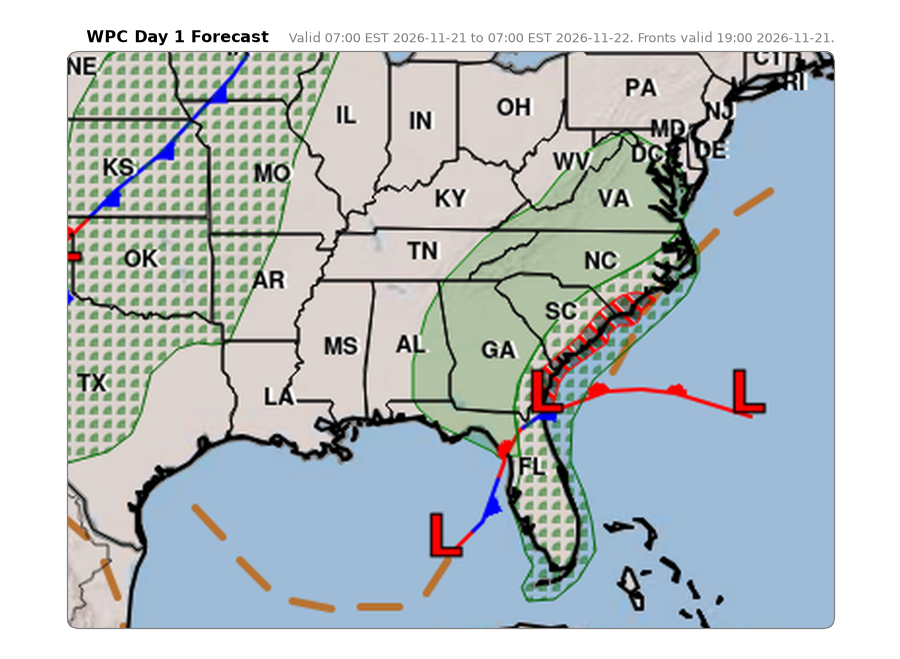 WPC Day 1 Forecast Valid 07:00 EST 2026-11-21 to 07:00 EST 2026-11-22. Fronts valid 19:00 2026-11-21.
NE
CT
RI
IL
IN
OH
PA
NJ
MD
DE
DC
KS
MO
WV
KY
VA
OK
AR
TN
NC
SC
MS
AL
GA
TX
LA
L
L
FL
L